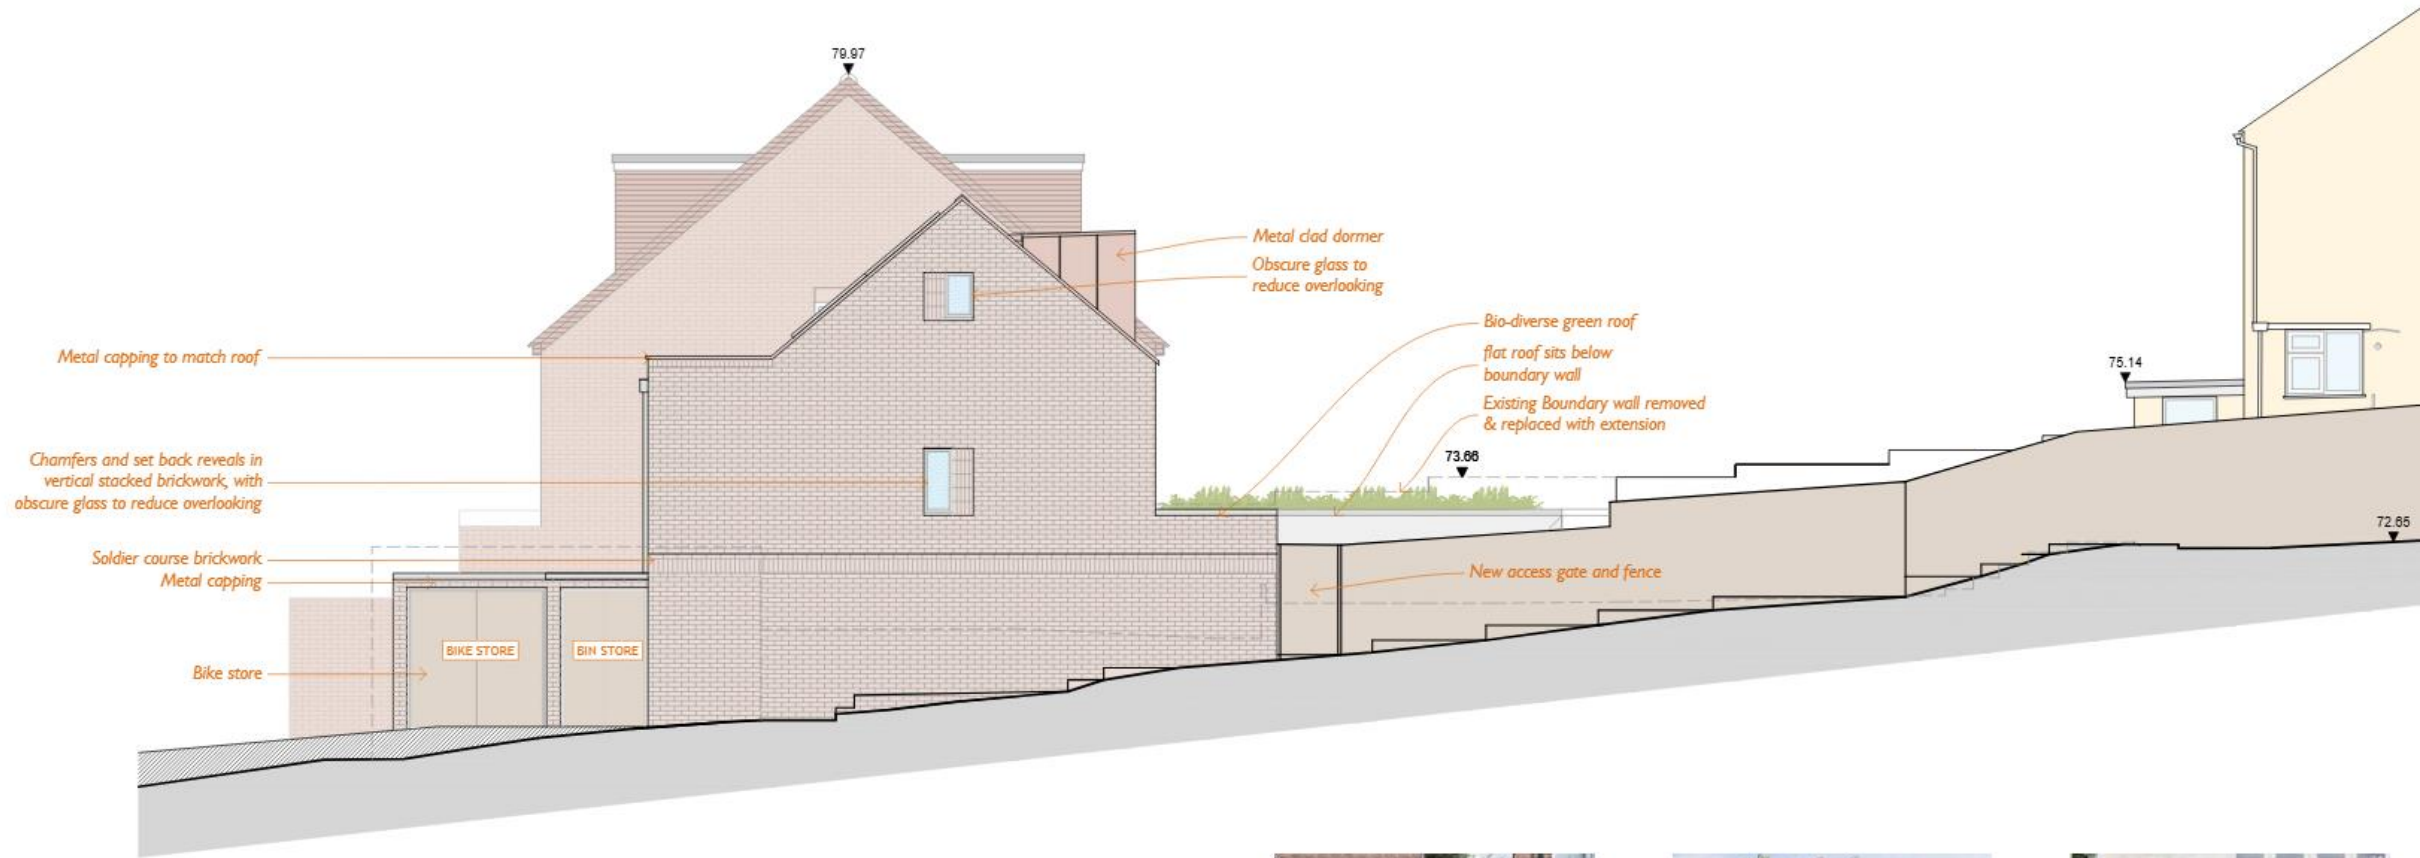 79.97
Metal clad dormer
Obscure glass to
reduce overlooking
Bio-diverse green roof
flat roof sits below
boundary wall
Existing Boundary wall removed
& replaced with extension
73.66
75.14
72.65
Metal capping to match roof
Chamfers and set back reveals in
vertical stacked brickwork, with
obscure glass to reduce overlooking
Soldier course brickwork
Metal capping
New access gate and fence
BIKE STORE
BIN STORE
Bike store